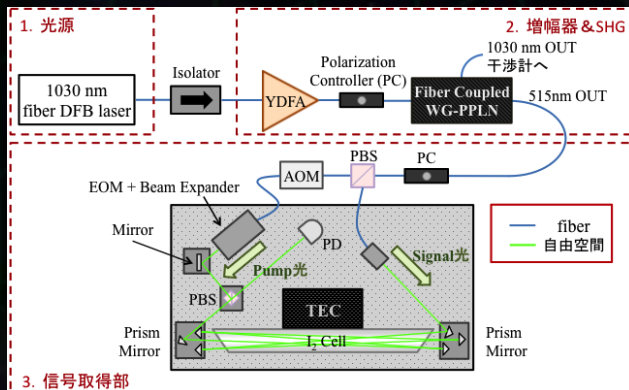 1. 光源
2. 増幅器&SHG
1030 nm
fiber DFB laser
Isolator
YDFA
Polarization
Controller (PC)
Fiber Coupled
WG-PPLN
1030 nm OUT
干渉計へ
515nm OUT
EOM + Beam Expander
AOM
PBS
PC
Mirror
PD
Pump光
Signal光
PBS
fiber
自由空間
TEC
Prism
Mirror
I2 Cell
Prism
Mirror
3. 信号取得部